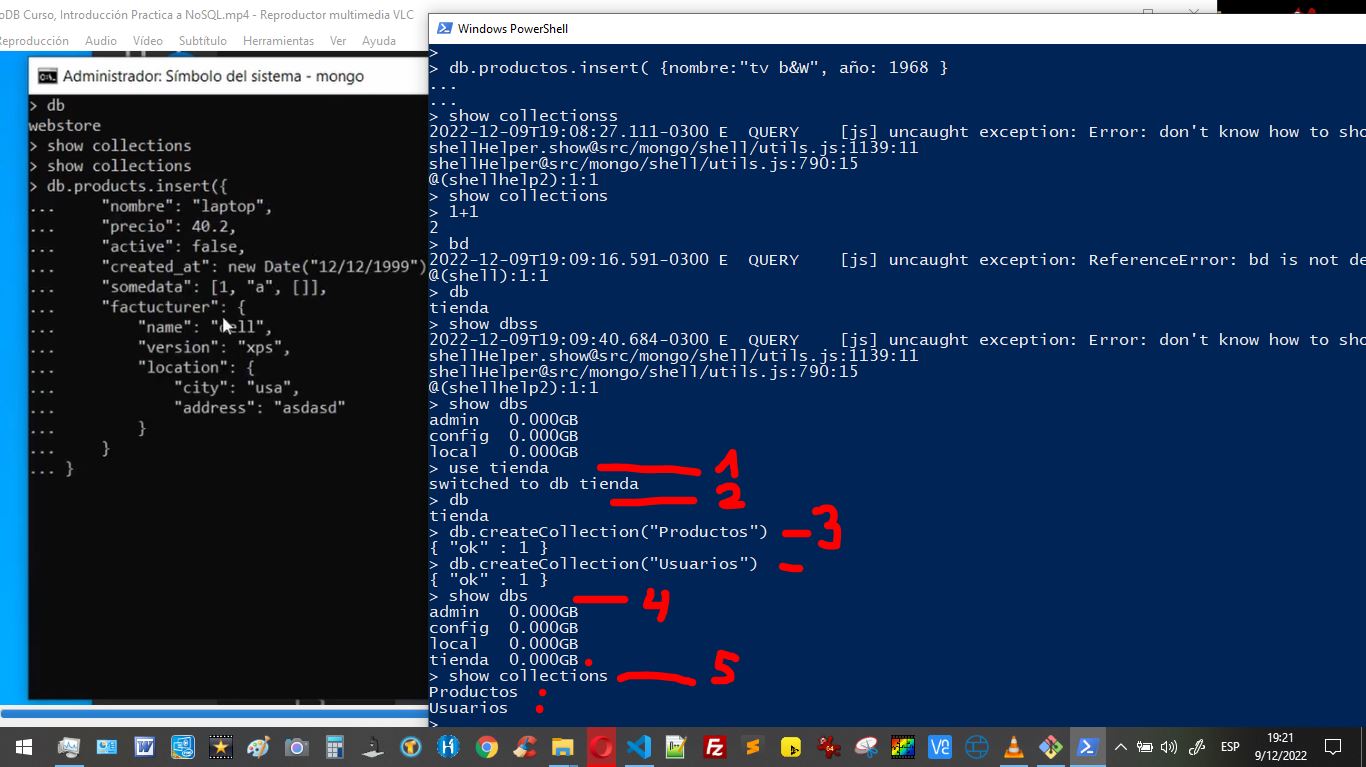 oDB Curso, Introducción Practica a NoSQL.mp4 - Reproductor multimedia VLC
Reproducción Audio Vídeo Subtítulo Herramientas Ver Ayuda
Administrador: Símbolo del sistema - mongo
> db
webstore
> show collections
> show collections
> db.products.insert({
... "nombre": "laptop",
... "precio": 40.2,
... "active": false,
... "created_at": new Date("12/12/1999")
... "somedata": [1, "a", []],
... "factucturer": {
... "name": "dell",
... "version": "xps",
... "location": {
... "city": "usa",
... "address": "asdasd"
... }
... }
... }
Windows PowerShell
>
> db.productos.insert( {nombre:"tv b&w", año: 1968 }
...
...
> show collectionss
2022-12-09T19:08:27.111-0300 E QUERY [js] uncaught exception: Error: don't know how to sho
shellHelper.show@src/mongo/shell/utils.js:1139:11
shellHelper@src/mongo/shell/utils.js:790:15
@(shellhelp2):1:1
> show collections
> 1+1
2
> bd
2022-12-09T19:09:16.591-0300 E QUERY [js] uncaught exception: ReferenceError: bd is not de
@(shell):1:1
> db
tienda
> show dbss
2022-12-09T19:09:40.684-0300 E QUERY [js] uncaught exception: Error: don't know how to sho
shellHelper.show@src/mongo/shell/utils.js:1139:11
shellHelper@src/mongo/shell/utils.js:790:15
@(shellhelp2):1:1
> show dbs
admin 0.000GB
config 0.000GB
local 0.000GB
> use tienda 1
switched to db tienda
> db 2
tienda
> db.createCollection("Productos") 3
{ "ok" : 1 }
> db.createCollection("Usuarios")
{ "ok" : 1 }
> show dbs 4
admin 0.000GB
config 0.000GB
local 0.000GB
tienda 0.000GB
> show collections 5
Productos
Usuarios
>
ESP
19:21
9/12/2022